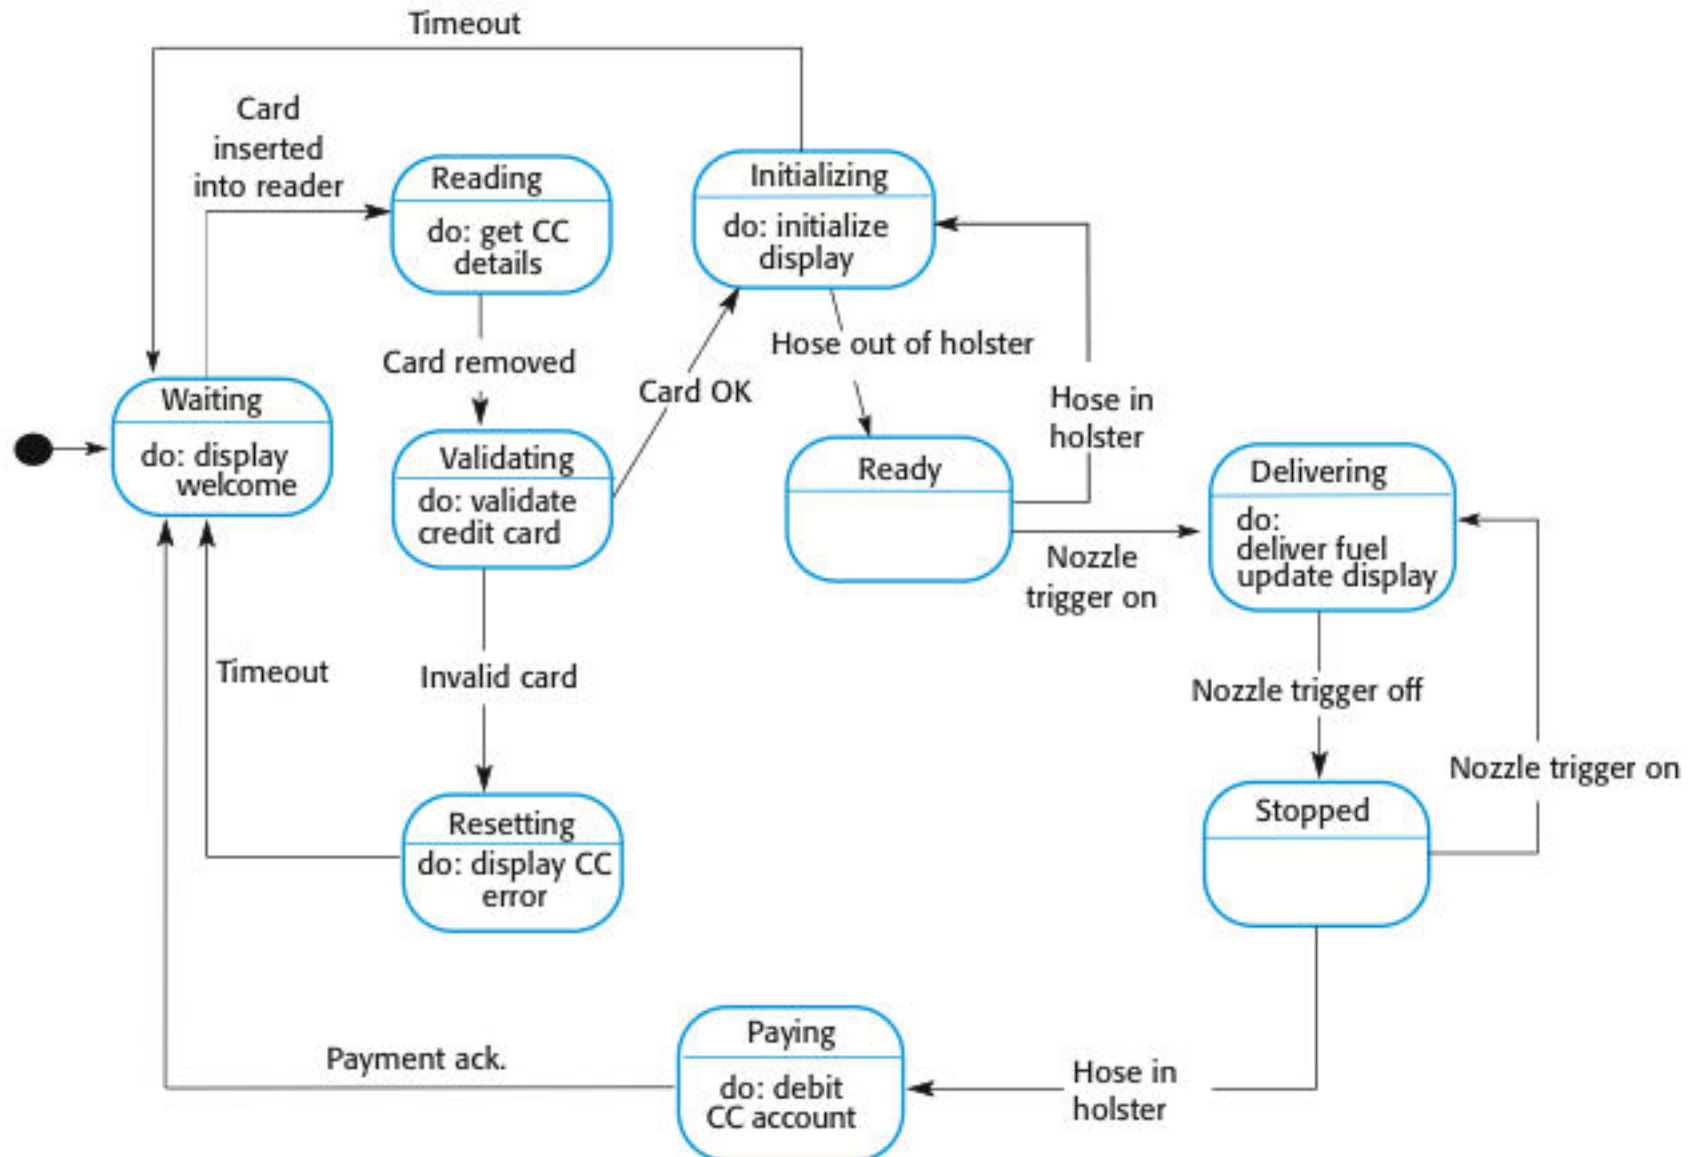 Timeout
Card
inserted
into reader
Reading
do: get CC
details
Initializing
do: initialize
display
Card removed
Hose out of holster
Card OK
Hose in
holster
Waiting
do: display
welcome
Validating
do: validate
credit card
Ready
Nozzle
trigger on
Delivering
do:
deliver fuel
update display
Timeout
Invalid card
Nozzle trigger off
Nozzle trigger on
Resetting
do: display CC
error
Stopped
Payment ack.
Paying
do: debit
CC account
Hose in
holster